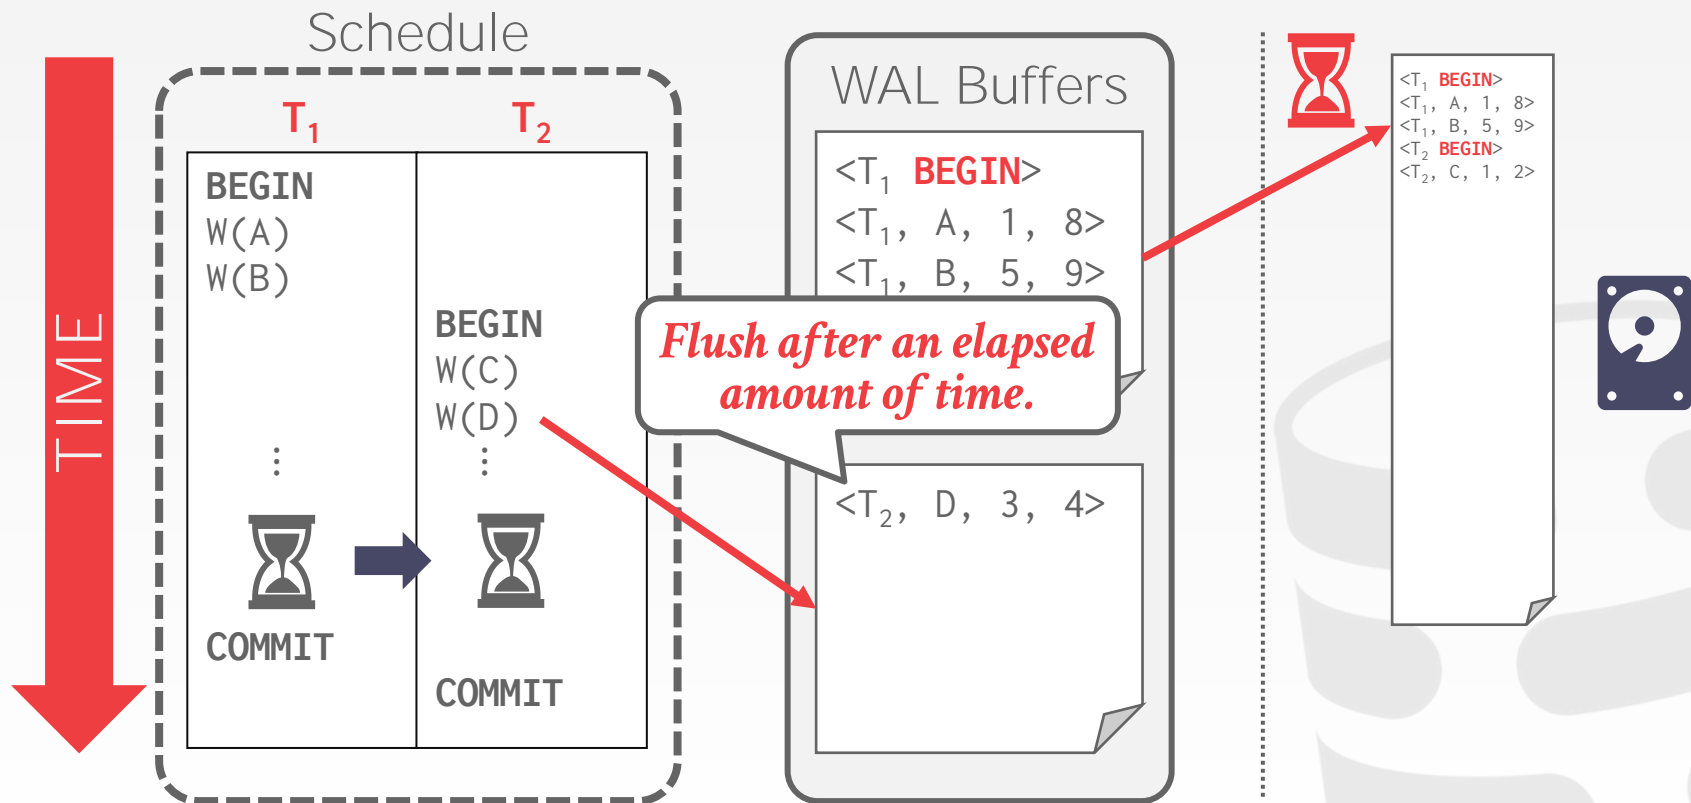 Schedule
TIME
T₁ T₂
BEGIN
W(A)
W(B)
BEGIN
W(C)
W(D)
⋮ ⋮
COMMIT
COMMIT
WAL Buffers
<T₁ BEGIN>
<T₁, A, 1, 8>
<T₁, B, 5, 9>
Flush after an elapsed
amount of time.
<T₂, D, 3, 4>
<T₁ BEGIN>
<T₁, A, 1, 8>
<T₁, B, 5, 9>
<T₂ BEGIN>
<T₂, C, 1, 2>